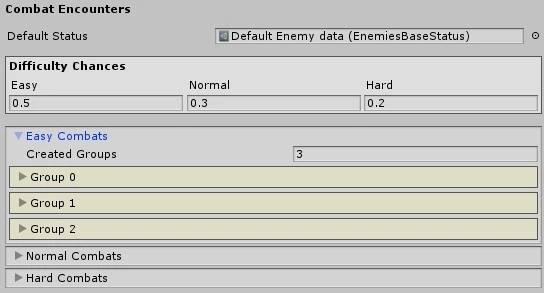 Combat Encounters
Default Status Default Enemy data (EnemiesBaseStatus)
Difficulty Chances
Easy Normal Hard
0.5 0.3 0.2
Easy Combats
Created Groups 3
Group 0
Group 1
Group 2
Normal Combats
Hard Combats